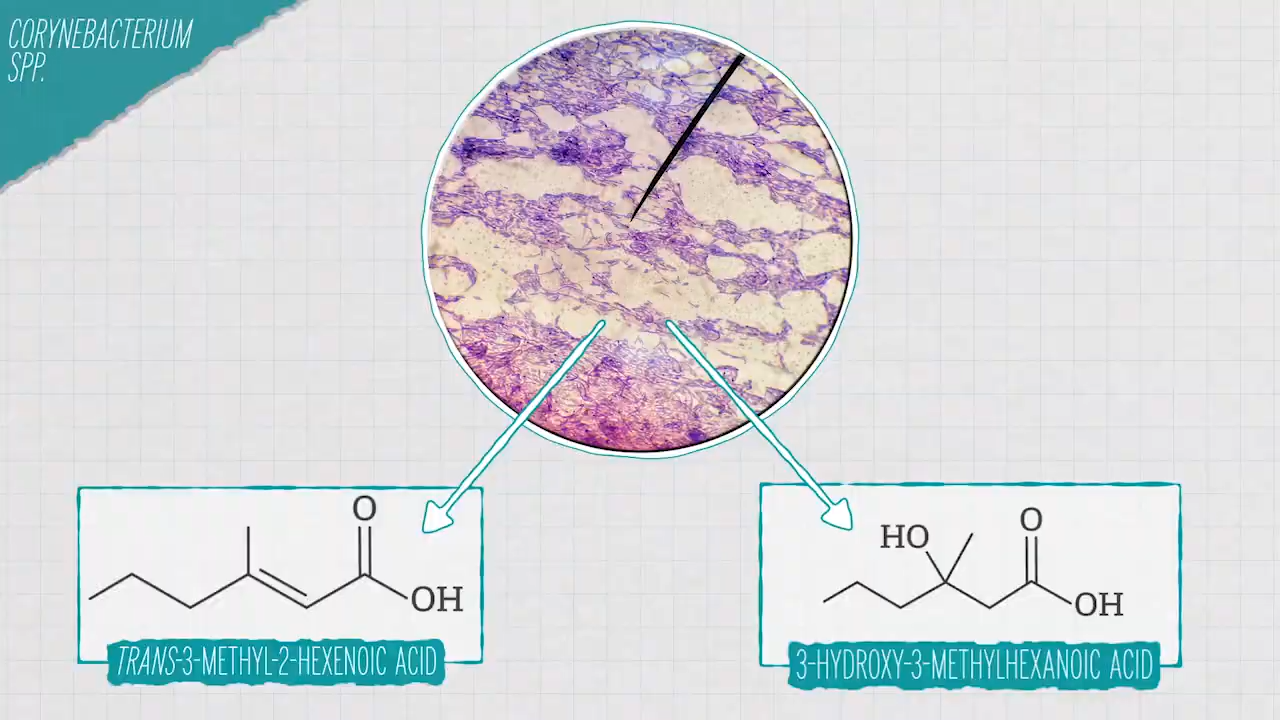 CORYNEBACTERIUM
SPP.
O
OH
TRANS-3-METHYL-2-HEXENOIC ACID
HO
O
OH
3-HYDROXY-3-METHYLHEXANOIC ACID